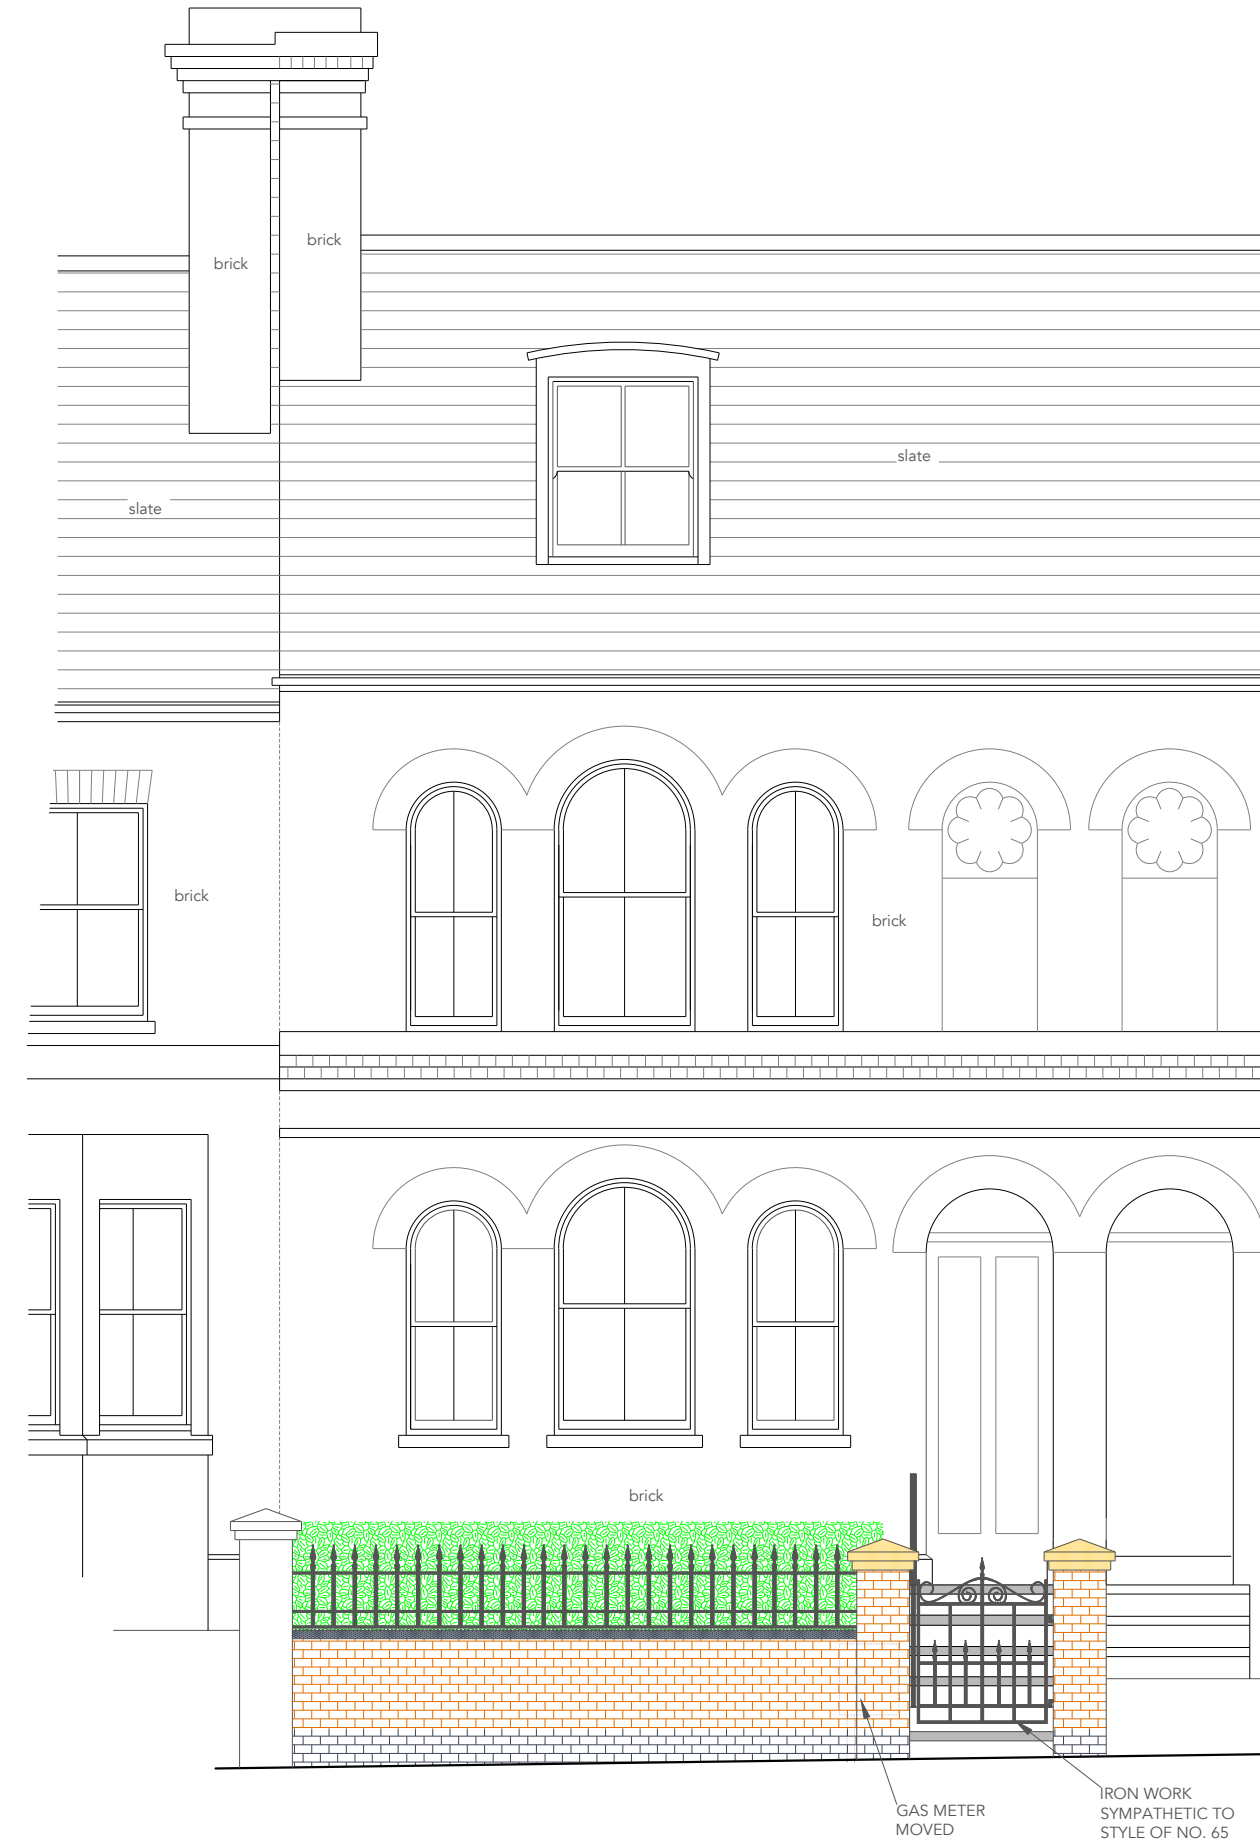 brick
brick
slate
slate
brick
brick
brick
GAS METER
MOVED
IRON WORK
SYMPATHETIC TO
STYLE OF NO. 65